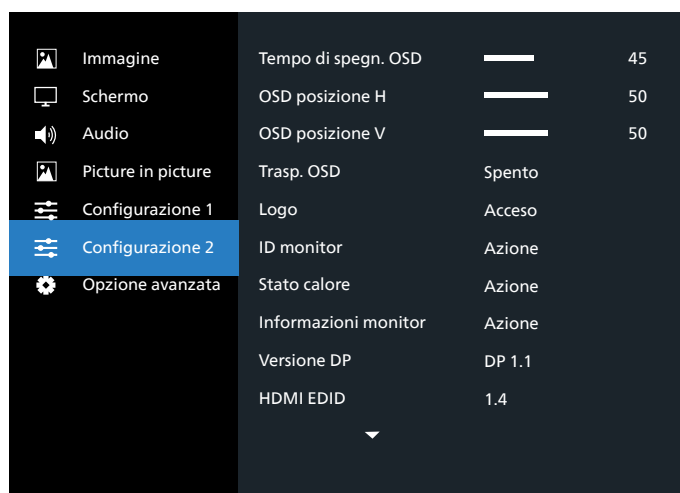 Immagine
Schermo
Audio
Picture in picture
Configurazione 1
Configurazione 2
Opzione avanzata
Tempo di spegn. OSD 45
OSD posizione H 50
OSD posizione V 50
Trasp. OSD Spento
Logo Acceso
ID monitor Azione
Stato calore Azione
Informazioni monitor Azione
Versione DP DP 1.1
HDMI EDID 1.4